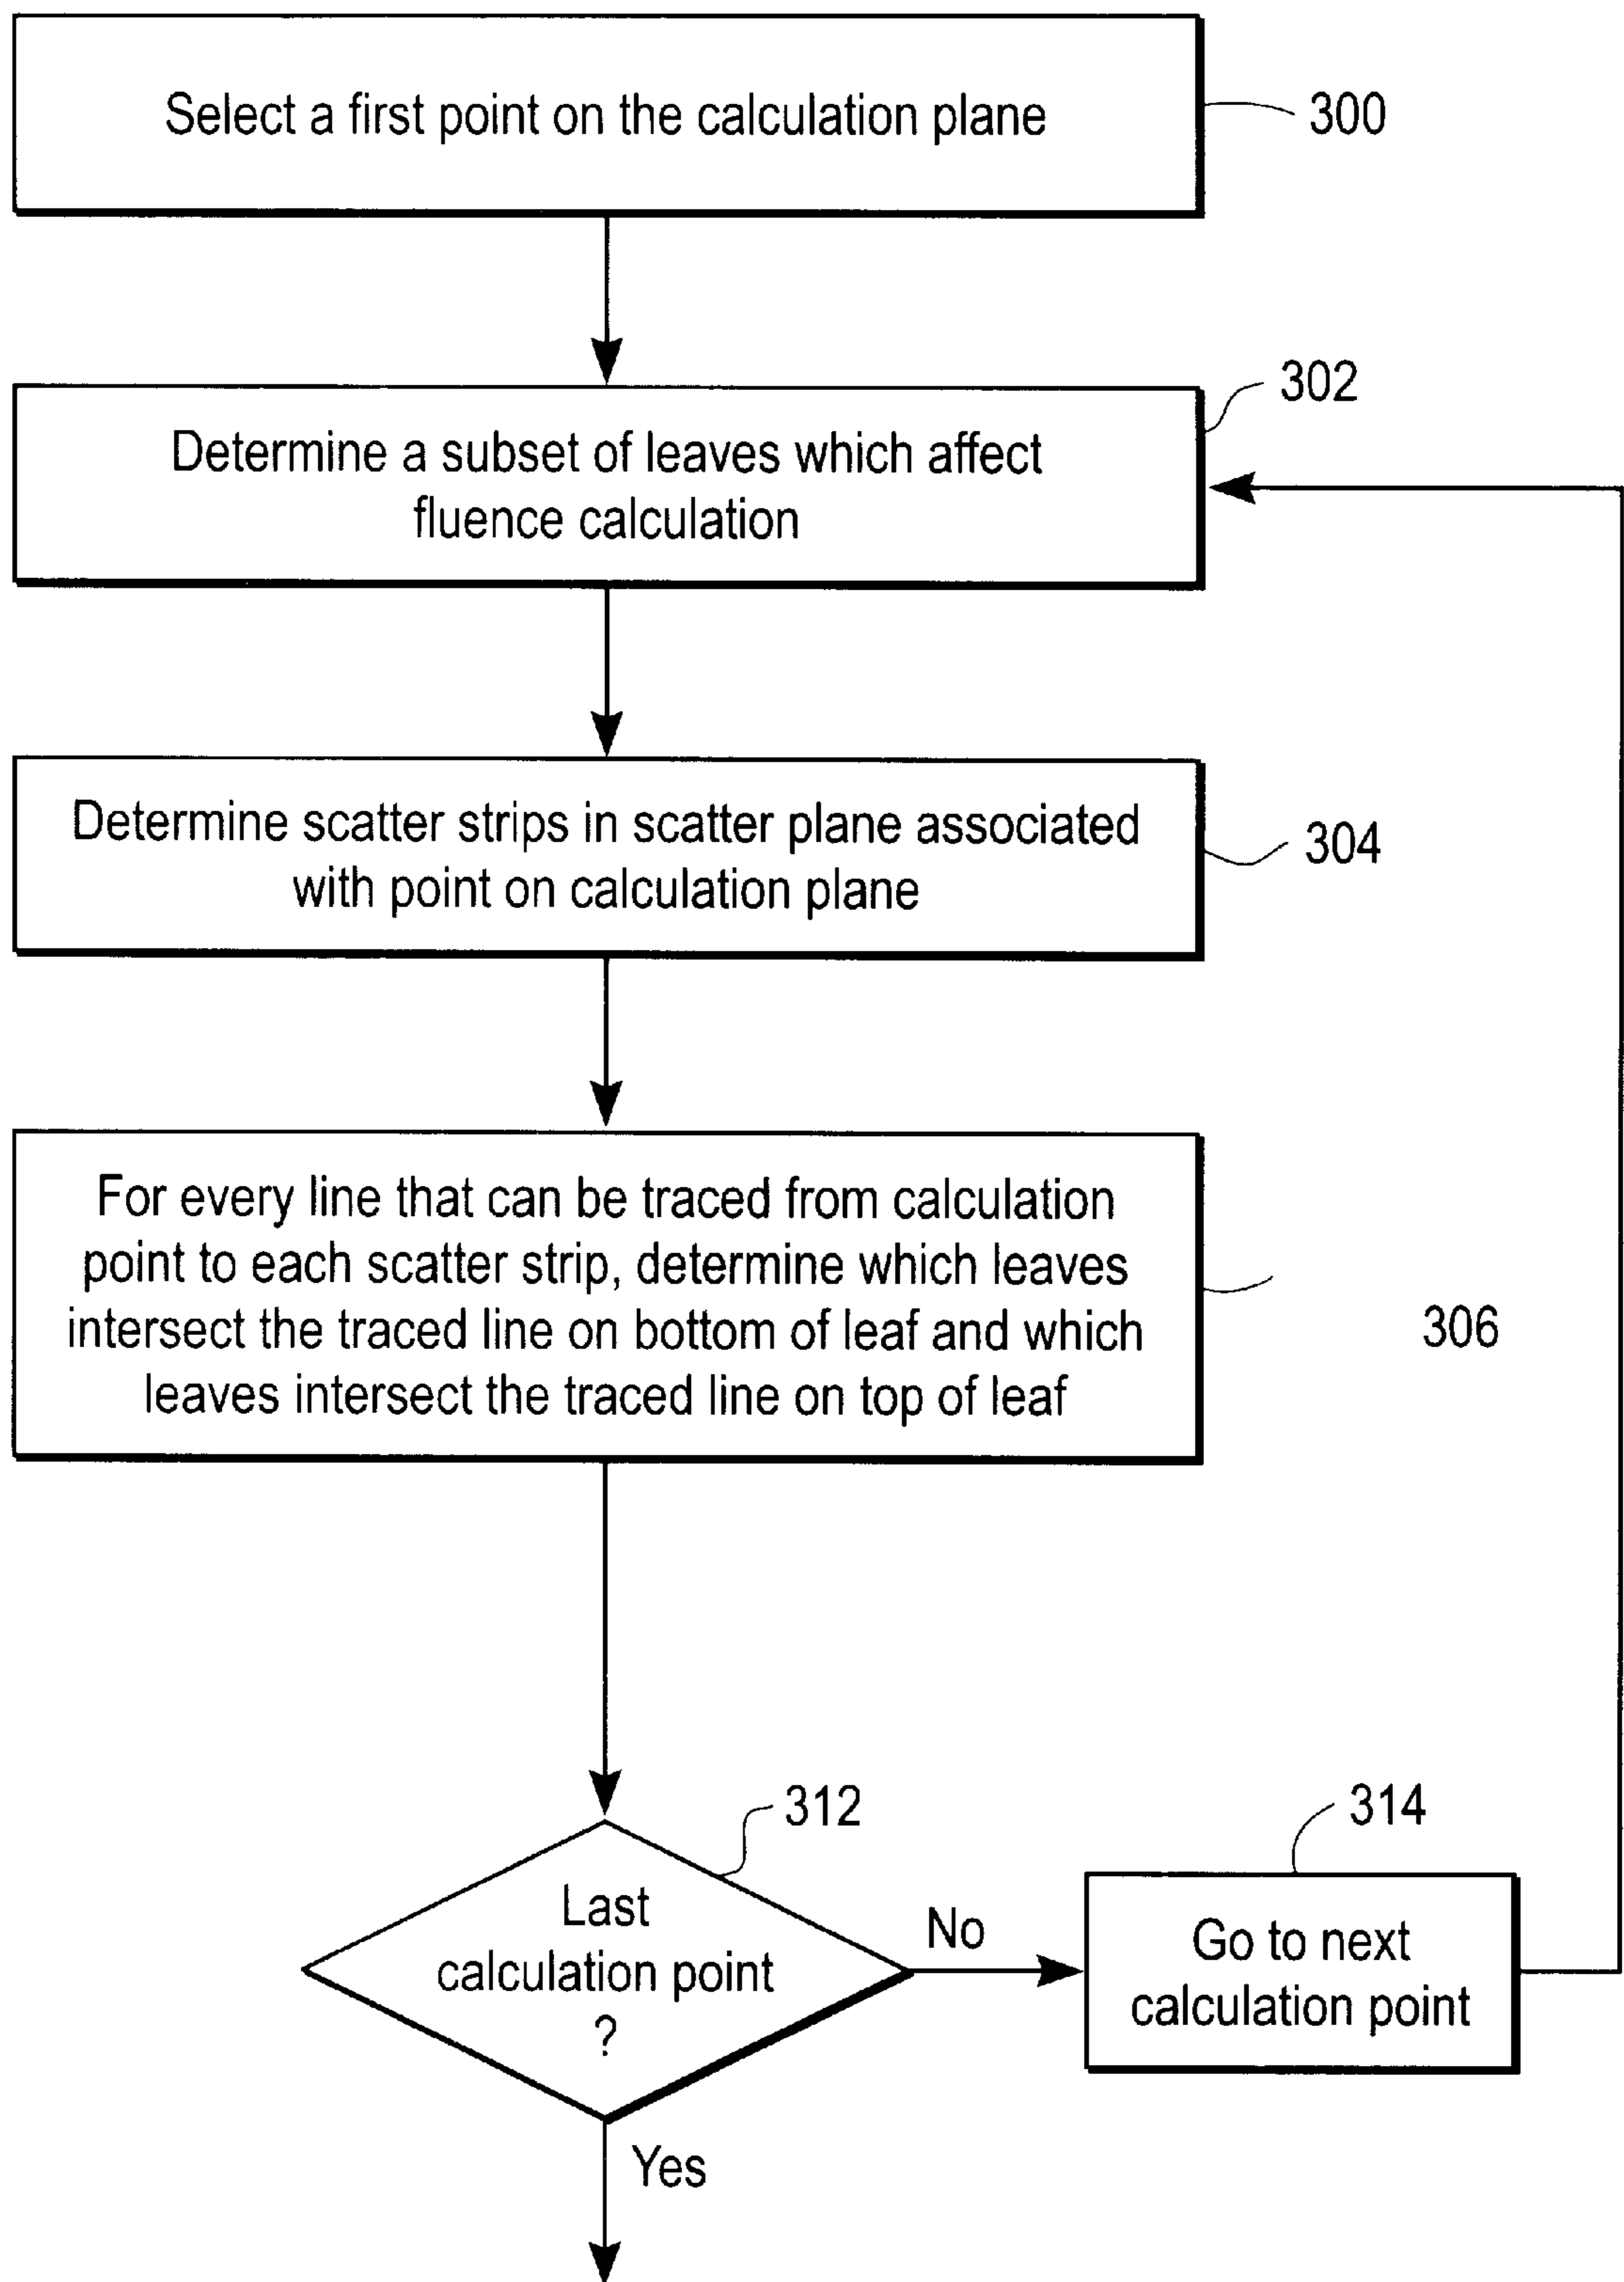 Select a first point on the calculation plane
300
302
Determine a subset of leaves which affect
fluence calculation
Determine scatter strips in scatter plane associated
with point on calculation plane
304
For every line that can be traced from calculation
point to each scatter strip, determine which leaves
intersect the traced line on bottom of leaf and which
leaves intersect the traced line on top of leaf
306
312
314
Last
calculation point
?
No
Go to next
calculation point
Yes